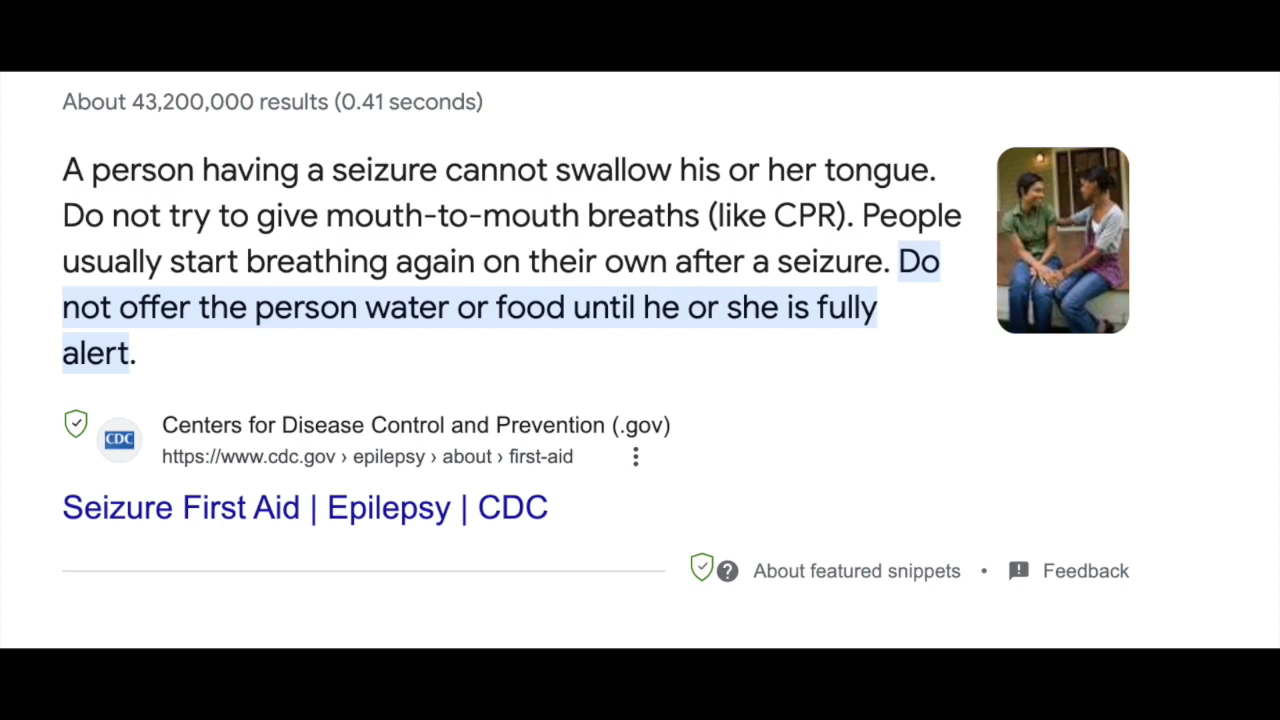 About 43,200,000 results (0.41 seconds)
A person having a seizure cannot swallow his or her tongue.
Do not try to give mouth-to-mouth breaths (like CPR). People
usually start breathing again on their own after a seizure. Do
not offer the person water or food until he or she is fully
alert.
CDC
Centers for Disease Control and Prevention (.gov)
https://www.cdc.gov › epilepsy › about › first-aid
Seizure First Aid | Epilepsy | CDC
About featured snippets • Feedback